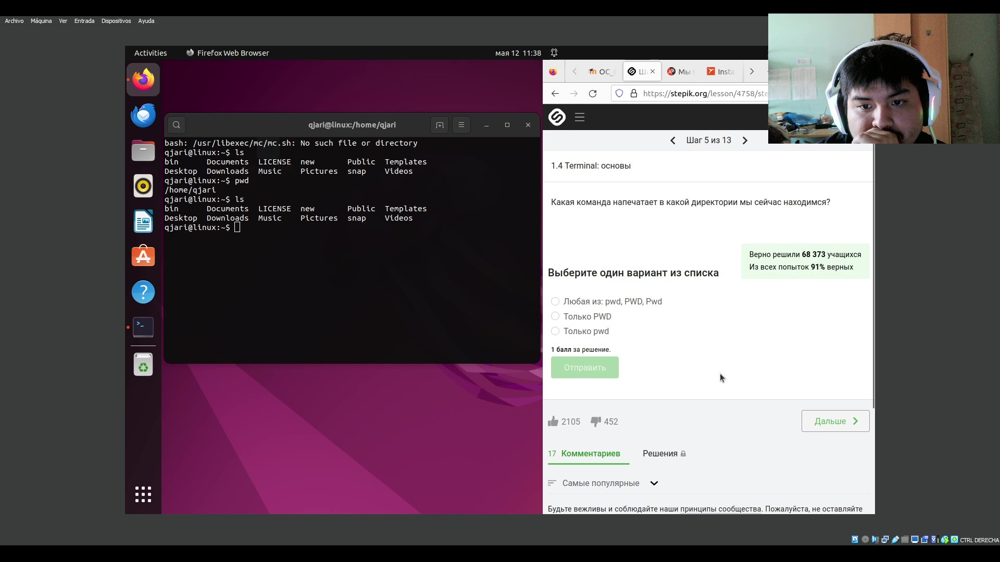 Archivo Máquina Ver Entrada Dispositivos Ayuda
Activities Firefox Web Browser мая 12 11:38
qjari@linux:/home/qjari
bash: /usr/libexec/mc/mc.sh: No such file or directory
qjari@linux:~$ ls
bin Documents LICENSE new Public Templates
Desktop Downloads Music Pictures snap Videos
qjari@linux:~$ pwd
/home/qjari
qjari@linux:~$ ls
bin Documents LICENSE new Public Templates
Desktop Downloads Music Pictures snap Videos
qjari@linux:~$
ОС_ Ша Мы Insta
https://stepik.org/lesson/4758/ste
Шаг 5 из 13
1.4 Terminal: основы
Какая команда напечатает в какой директории мы сейчас находимся?
Верно решили 68 373 учащихся
Из всех попыток 91% верных
Выберите один вариант из списка
Любая из: pwd, PWD, Pwd
Только PWD
Только pwd
1 балл за решение.
Отправить
2105 452
Дальше
17 Комментариев Решения
Самые популярные
Будьте вежливы и соблюдайте наши принципы сообщества. Пожалуйста, не оставляйте
CTRL DERECHA